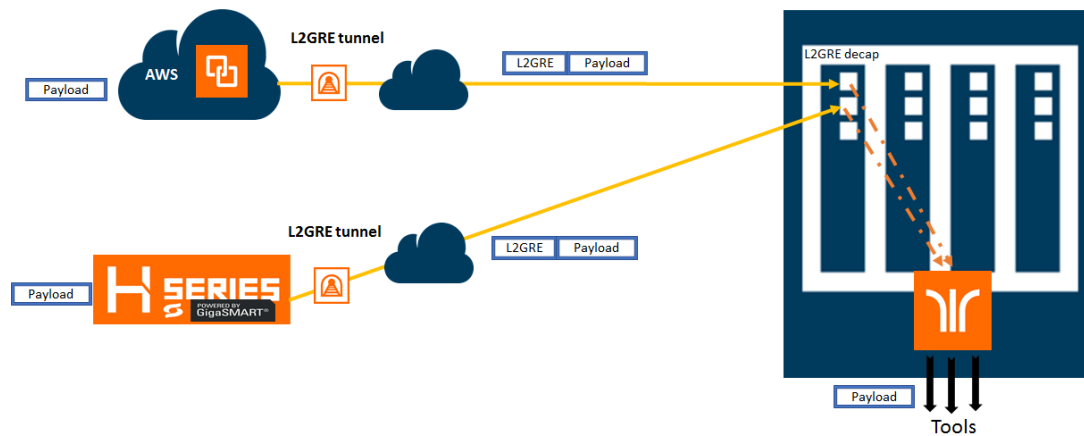 L2GRE tunnel
AWS
Payload
L2GRE Payload
L2GRE decap
L2GRE tunnel
L2GRE Payload
Payload
H SERIES
POWERED BY
GigaSMART®
Payload
Tools